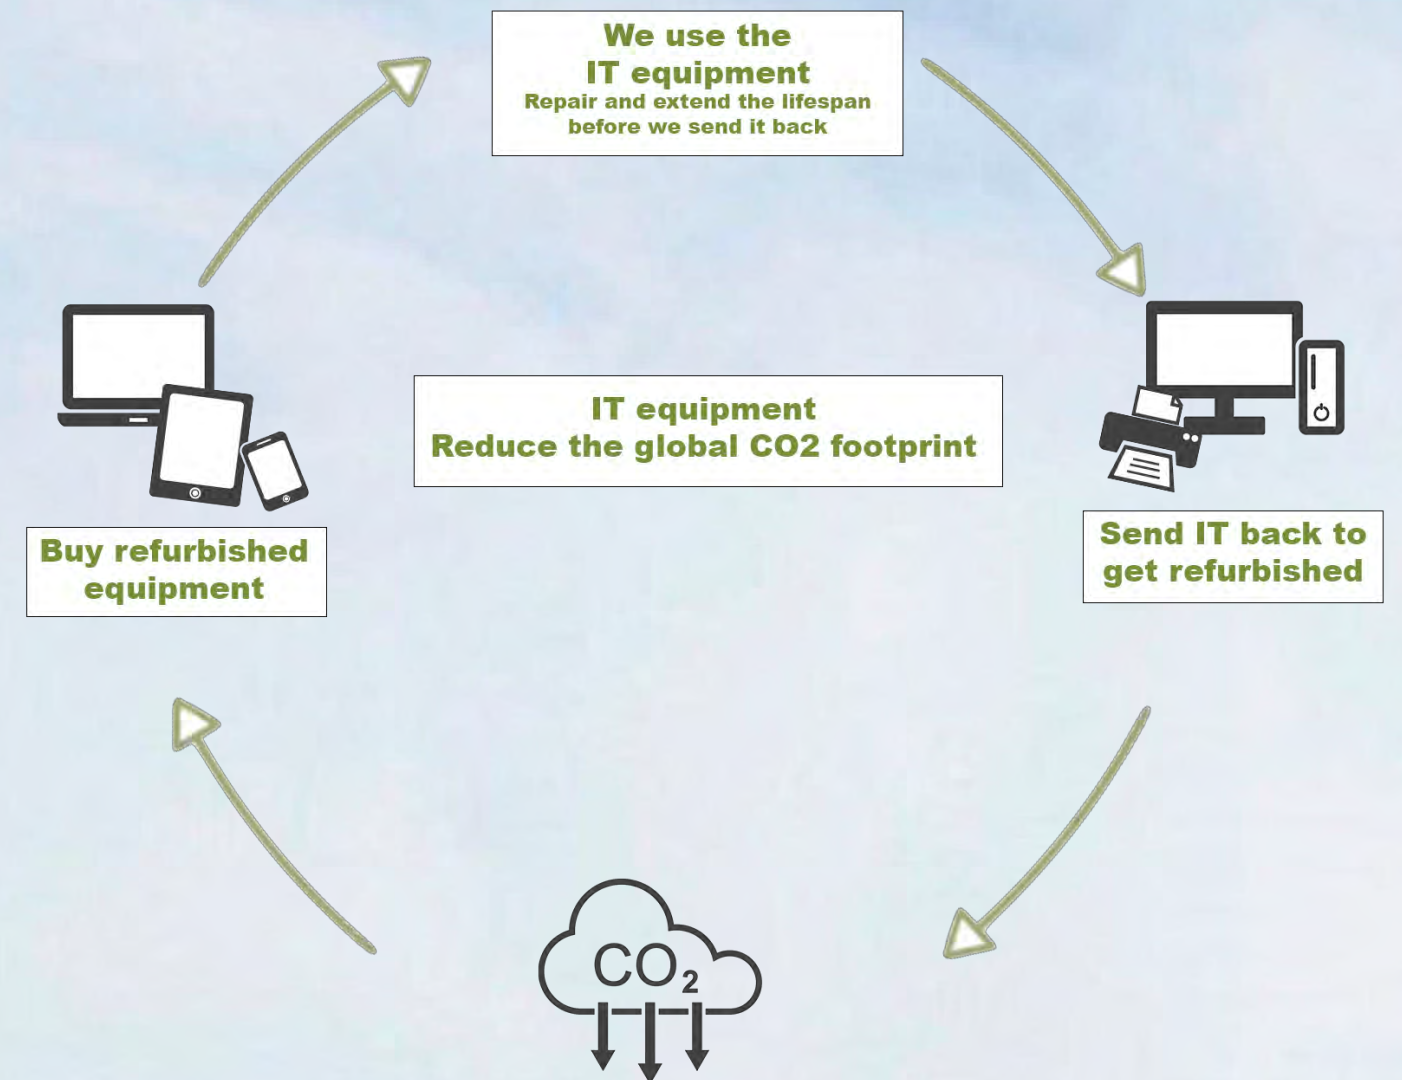 We use the
IT equipment
Repair and extend the lifespan
before we send it back
IT equipment
Reduce the global CO2 footprint
Buy refurbished
equipment
Send IT back to
get refurbished
CO₂